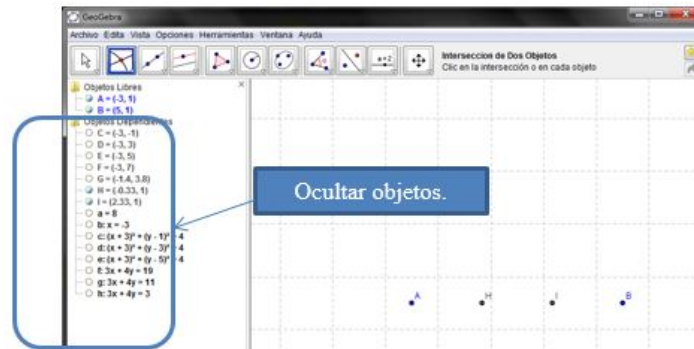 GeoGebra
Archivo Edita Vista Opciones Herramientas Ventana Ayuda
a=2
Interseccion de Dos Objetos
Clic en la intersección o en cada objeto
Objetos Libres
A = (-3, 1)
B = (5, 1)
Objetos Dependientes
C = (-3, -1)
D = (-3, 3)
E = (-3, 5)
F = (-3, 7)
G = (-1.4, 3.8)
H = (-0.33, 1)
I = (2.33, 1)
a = 8
b: x = -3
c: (x + 3)² + (y - 1)² = 4
d: (x + 3)² + (y - 3)² = 4
e: (x + 3)² + (y - 5)² = 4
f: 3x + 4y = 19
g: 3x + 4y = 11
h: 3x + 4y = 3
Ocultar objetos.
A H I B